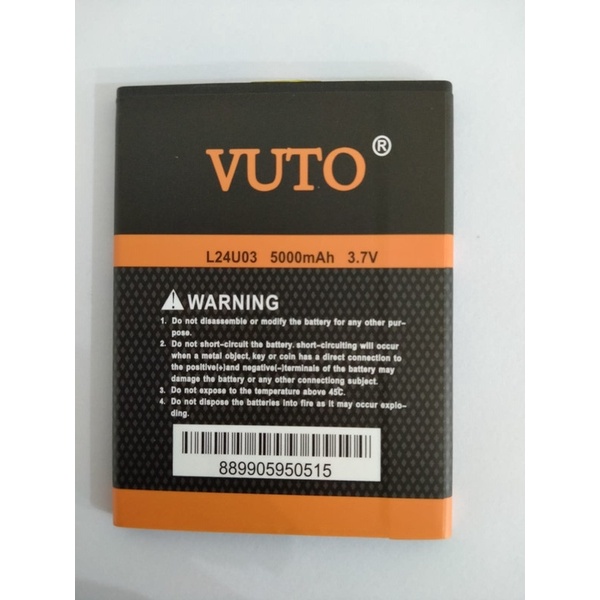 VUTO®
L24U03 5000mAh 3.7V
WARNING
1. Do not disassemble or modify the battery for any other pur-
pose.
2. Do not short-circuit the battery. short-circuiting will occur
when a metal object, key or coin has a direct connection to
the positive(+)and negative(-)terminals of the battery may
damage the battery or any other connectiong subject.
3. Do not expose to the temperature above 45℃.
4. Do not dispose the batteries into fire as it may occur explo-
ding.
889905950515